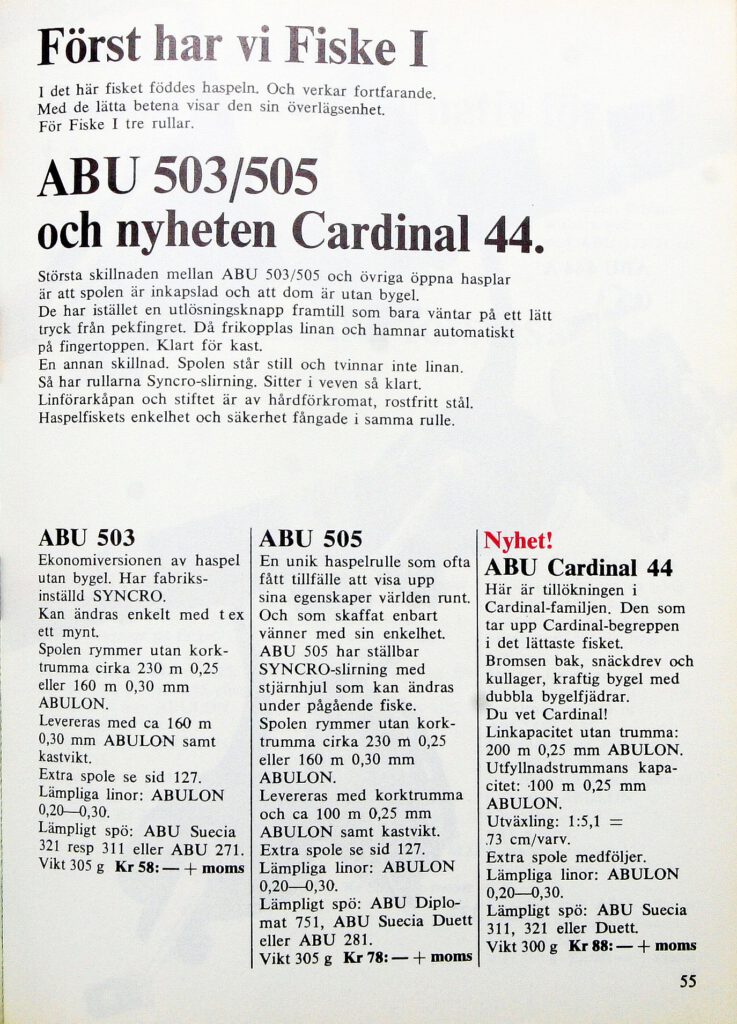 Först har vi Fiske I
I det här fisket föddes haspeln. Och verkar fortfarande.
Med de lätta betena visar den sin överlägsenhet.
För Fiske I tre rullar.
ABU 503/505
och nyheten Cardinal 44.
Största skillnaden mellan ABU 503/505 och övriga öppna hasplar
är att spolen är inkapslad och att dom är utan bygel.
De har istället en utlösningsknapp framtill som bara väntar på ett lätt
tryck från pekfingret. Då frikopplas linan och hamnar automatiskt
på fingertoppen. Klart för kast.
En annan skillnad. Spolen står still och tvinnar inte linan.
Så har rullarna Syncro-slirning. Sitter i veven så klart.
Linförarkåpan och stiftet är av hårdförkromat, rostfritt stål.
Haspelfiskets enkelhet och säkerhet fångade i samma rulle.
ABU 503
Ekonomiversionen av haspel
utan bygel. Har fabriks-
inställd SYNCRO.
Kan ändras enkelt med t ex
ett mynt.
Spolen rymmer utan kork-
trumma cirka 230 m 0,25
eller 160 m 0,30 mm
ABULON.
Levereras med ca 160 m
0,30 mm ABULON samt
kastvikt.
Extra spole se sid 127.
Lämpliga linor: ABULON
0,20—0,30.
Lämpligt spö: ABU Suecia
321 resp 311 eller ABU 271.
Vikt 305 g Kr 58: — + moms
ABU 505
En unik haspelrulle som ofta
fått tillfälle att visa upp
sina egenskaper världen runt.
Och som skaffat enbart
vänner med sin enkelhet.
ABU 505 har ställbar
SYNCRO-slirning med
stjärnhjul som kan ändras
under pågående fiske.
Spolen rymmer utan kork-
trumma cirka 230 m 0,25
eller 160 m 0,30 mm
ABULON.
Levereras med korktrumma
och ca 100 m 0,25 mm
ABULON samt kastvikt.
Extra spole se sid 127.
Lämpliga linor: ABULON
0,20—0,30.
Lämpligt spö: ABU Diplo-
mat 751, ABU Suecia Duett
eller ABU 281.
Vikt 305 g Kr 78: — + moms
Nyhet!
ABU Cardinal 44
Här är tillökningen i
Cardinal-familjen. Den som
tar upp Cardinal-begreppen
i det lättaste fisket.
Bromsen bak, snäckdrev och
kullager, kraftig bygel med
dubbla bygelfjädrar.
Du vet Cardinal!
Linkapacitet utan trumma:
200 m 0,25 mm ABULON.
Utfyllnadstrummans kapa-
citet: 100 m 0,25 mm
ABULON.
Utväxling: 1:5,1 =
73 cm/varv.
Extra spole medföljer.
Lämpliga linor: ABULON
0,20—0,30.
Lämpligt spö: ABU Suecia
311, 321 eller Duett.
Vikt 300 g Kr 88: — + moms
55